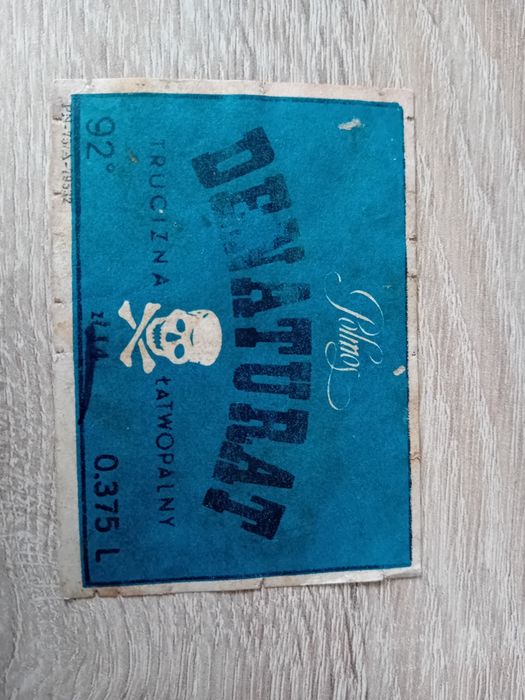 Polmos
DENATURAT
TRUCIZNA ŁATWOPALNY
92° 0.375 L